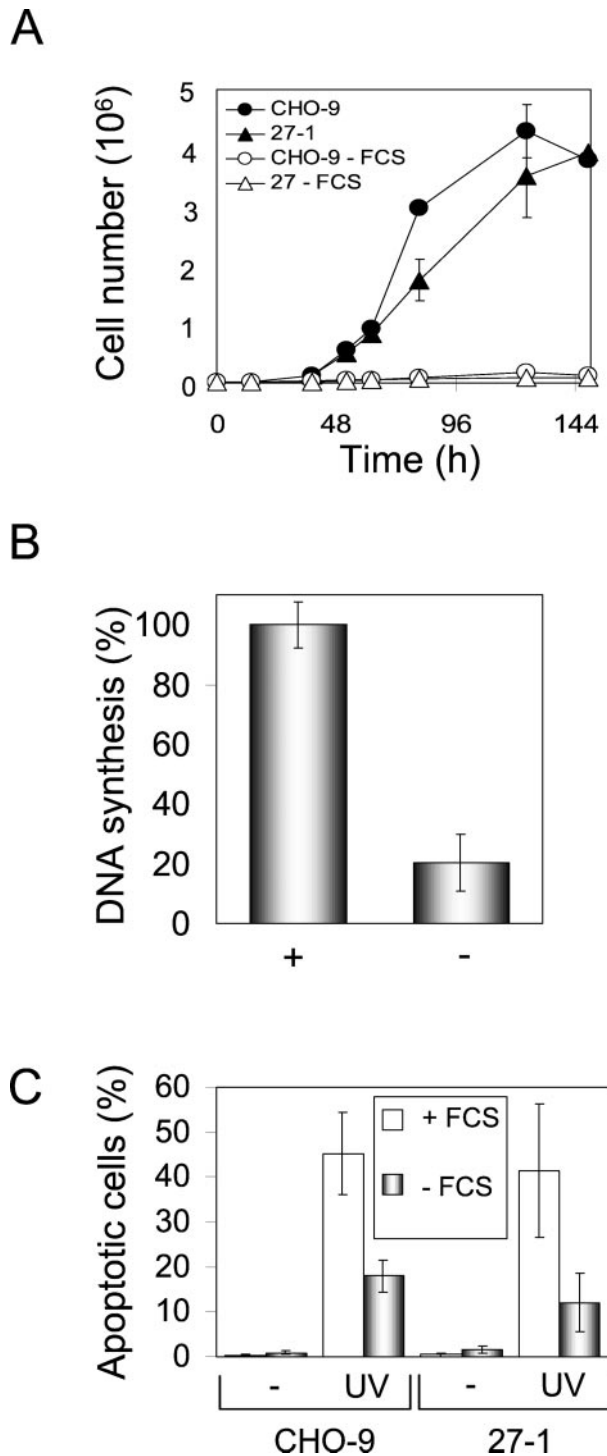 A
Cell number (10⁶)
5
4
3
1
1
0
CHO-9
27-1
CHO-9 - FCS
27 - FCS
0 48 96 144
Time (h)
B
DNA synthesis (%)
100
80
60
40
20
0
+ -
C
Apoptotic cells (%)
60
50
40
30
20
10
0
+ FCS
- FCS
- UV - UV
CHO-9 27-1